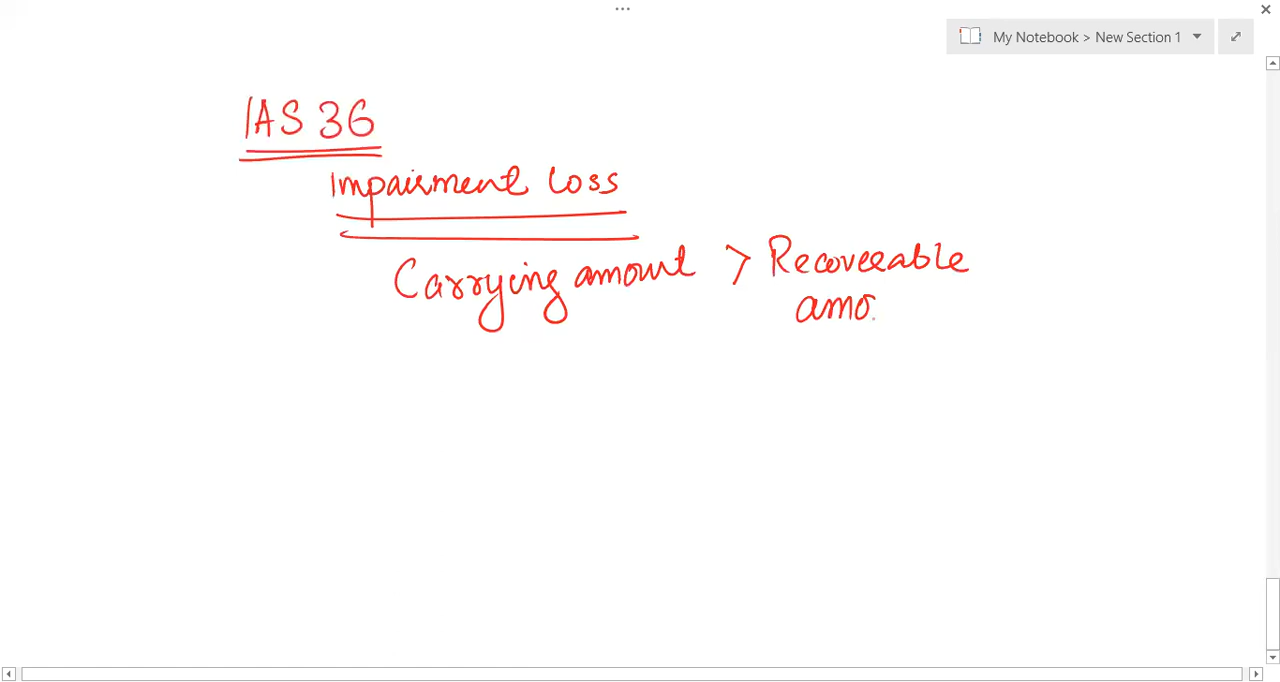 ...
My Notebook > New Section 1
IAS 36
Impairment loss
Carrying amount > Recoverable
amo